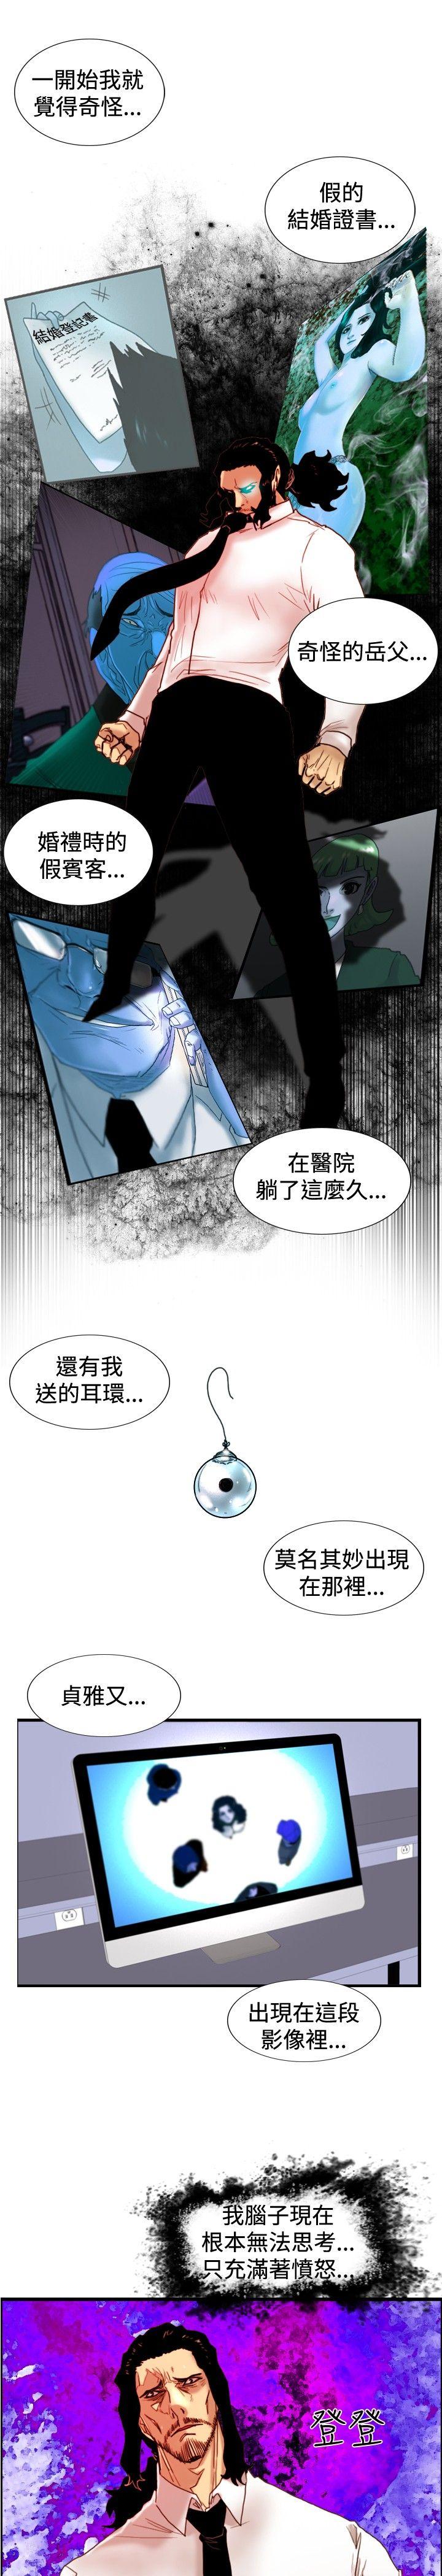 一開始我就
覺得奇怪...
假的
結婚證書...
結婚登記書
奇怪的岳父...
婚禮時的
假賓客...
在醫院
躺了這麼久...
還有我
送的耳環...
莫名其妙出現
在那裡...
貞雅又...
出現在這段
影像裡...
我腦子現在
根本無法思考...
只充滿著憤怒...
登登